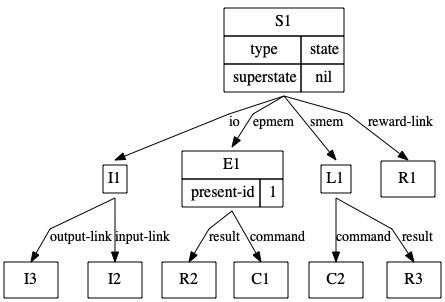 S1
type state
superstate nil
io epmem smem reward-link
I1
E1
present-id 1
L1
R1
output-link input-link result command command result
I3 I2 R2 C1 C2 R3